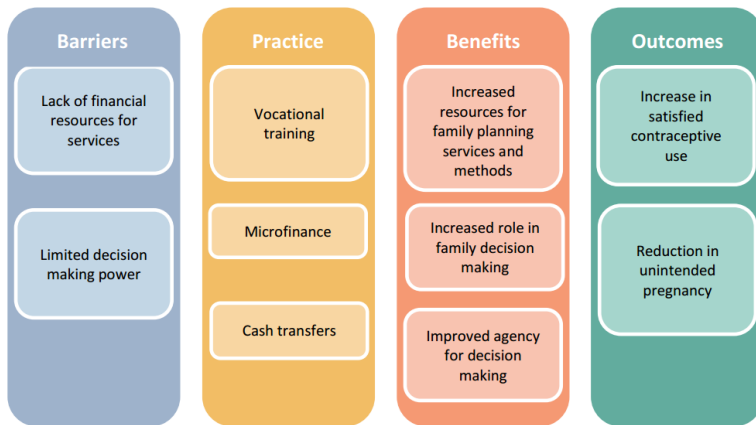 Barriers
Lack of financial
resources for
services
Limited decision
making power
Practice
Vocational
training
Microfinance
Cash transfers
Benefits
Increased
resources for
family planning
services and
methods
Increased role in
family decision
making
Improved agency
for decision
making
Outcomes
Increase in
satisfied
contraceptive
use
Reduction in
unintended
pregnancy